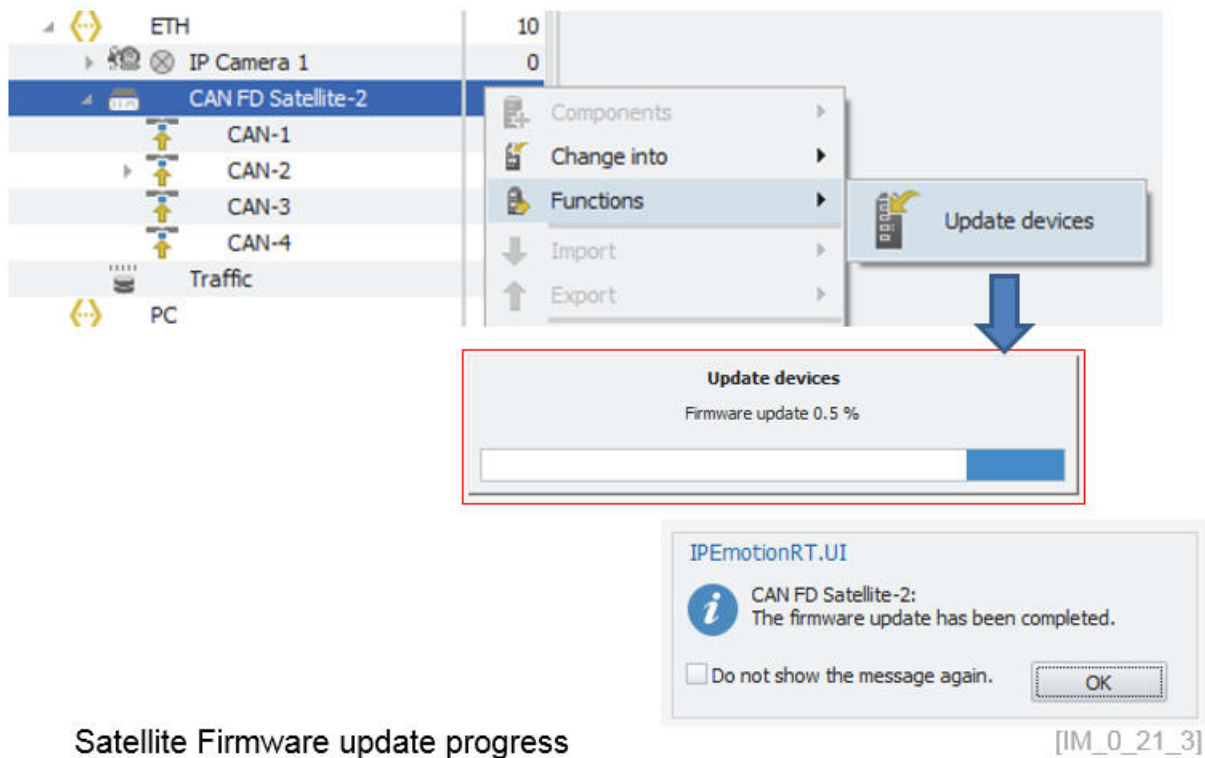 ETH 10
IP Camera 1 0
CAN FD Satellite-2
CAN-1
CAN-2
CAN-3
CAN-4
Traffic
PC
Components
Change into
Functions
Import
Export
Update devices
Update devices
Firmware update 0.5 %
IPEmotionRT.UI
CAN FD Satellite-2:
The firmware update has been completed.
Do not show the message again.
OK
Satellite Firmware update progress
[IM_0_21_3]